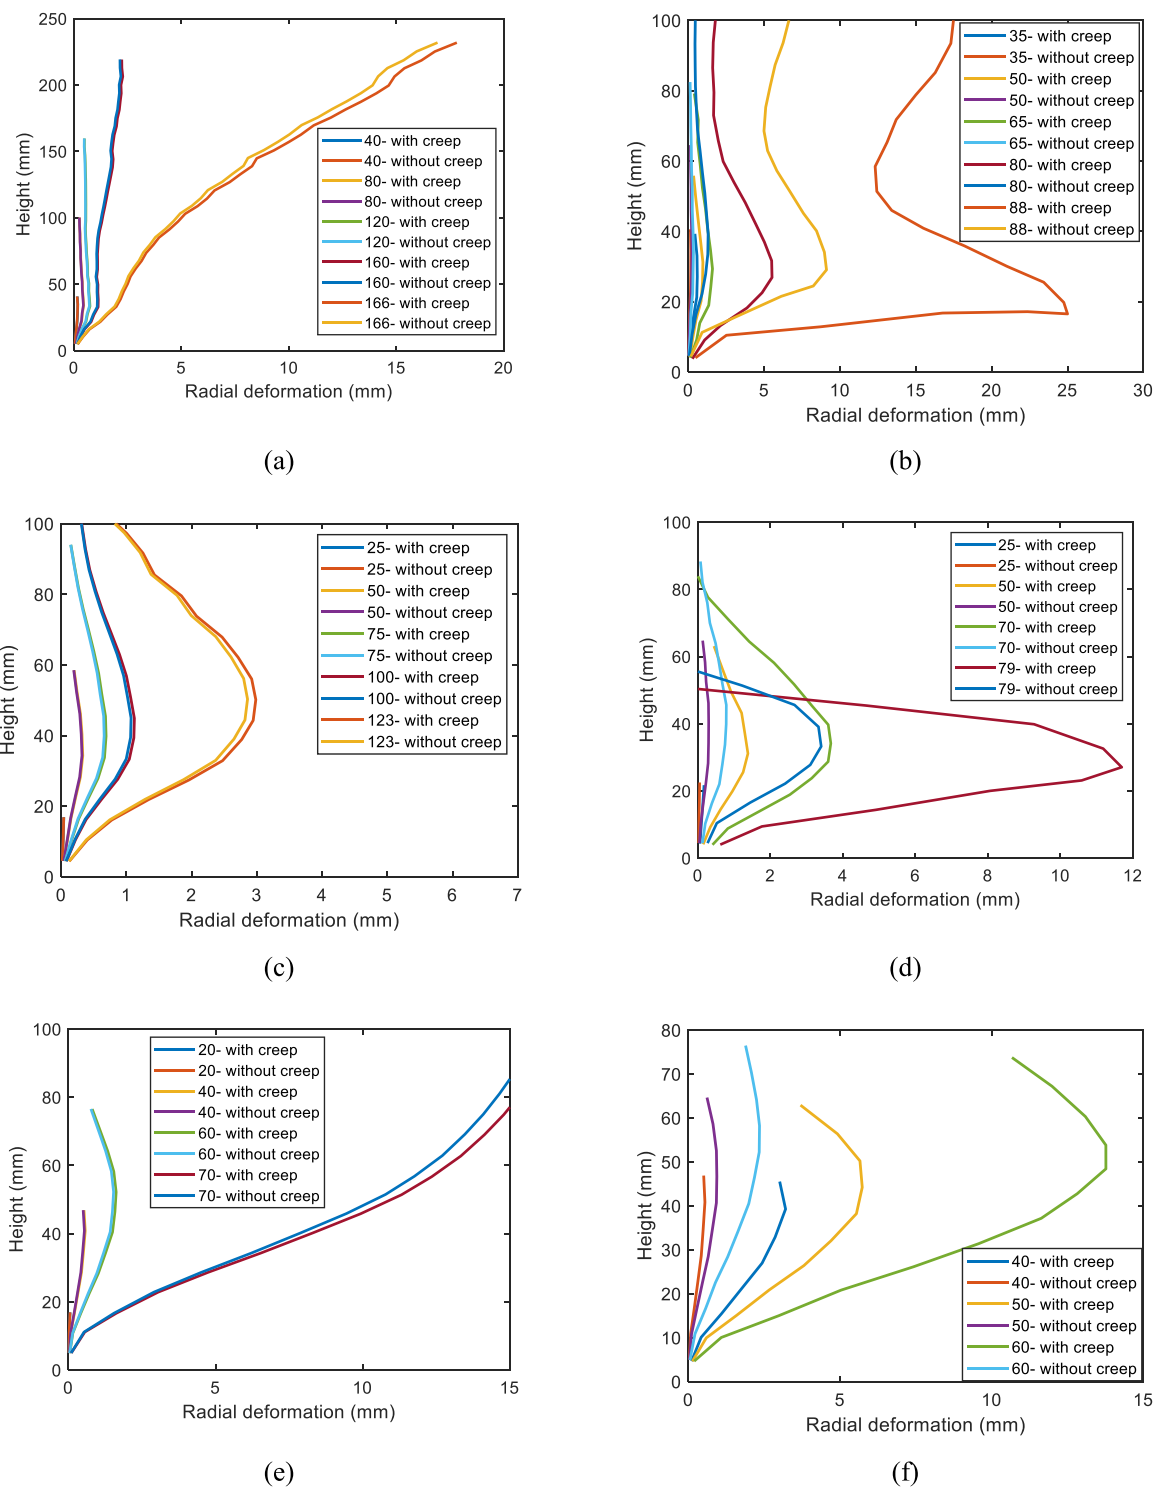 250
200
150
100
50
0
Height (mm)
0 5 10 15 20
Radial deformation (mm)
40- with creep
40- without creep
80- with creep
80- without creep
120- with creep
120- without creep
160- with creep
160- without creep
166- with creep
166- without creep
(a)
100
80
60
40
20
0
Height (mm)
0 5 10 15 20 25 30
Radial deformation (mm)
35- with creep
35- without creep
50- with creep
50- without creep
65- with creep
65- without creep
80- with creep
80- without creep
88- with creep
88- without creep
(b)
100
80
60
40
20
0
Height (mm)
0 1 2 3 4 5 6 7
Radial deformation (mm)
25- with creep
25- without creep
50- with creep
50- without creep
75- with creep
75- without creep
100- with creep
100- without creep
123- with creep
123- without creep
(c)
100
80
60
40
20
0
Height (mm)
0 2 4 6 8 10 12
Radial deformation (mm)
25- with creep
25- without creep
50- with creep
50- without creep
70- with creep
70- without creep
79- with creep
79- without creep
(d)
100
80
60
40
20
0
Height (mm)
0 5 10 15
Radial deformation (mm)
20- with creep
20- without creep
40- with creep
40- without creep
60- with creep
60- without creep
70- with creep
70- without creep
(e)
80
70
60
50
40
30
20
10
0
Height (mm)
0 5 10 15
Radial deformation (mm)
40- with creep
40- without creep
50- with creep
50- without creep
60- with creep
60- without creep
(f)